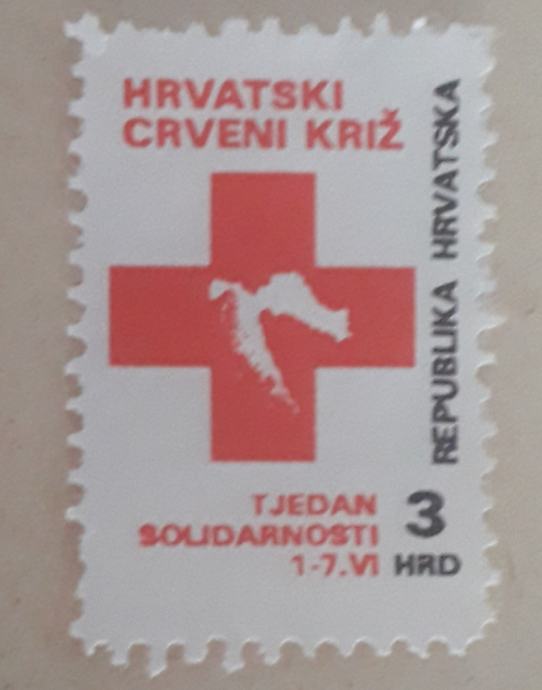 HRVATSKI
CRVENI KRIŽ
REPUBLIKA HRVATSKA
TJEDAN
SOLIDARNOSTI
1-7.VI
3
HRD